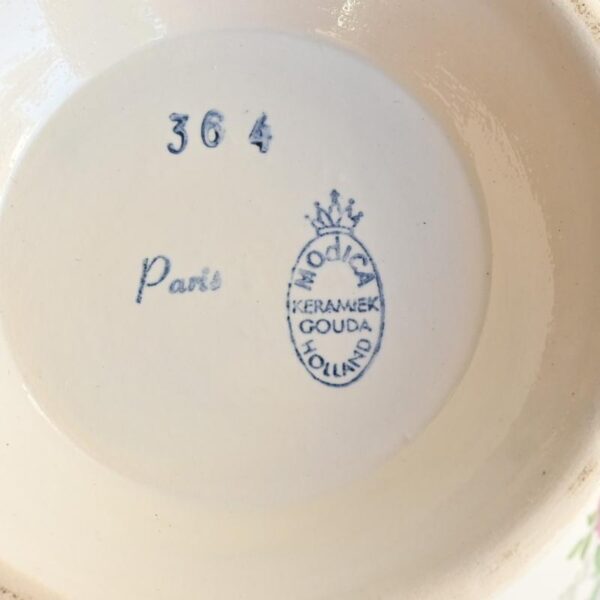 364
Paris
MOdiCA
KERAMIEK
GOUDA
HOLLAND